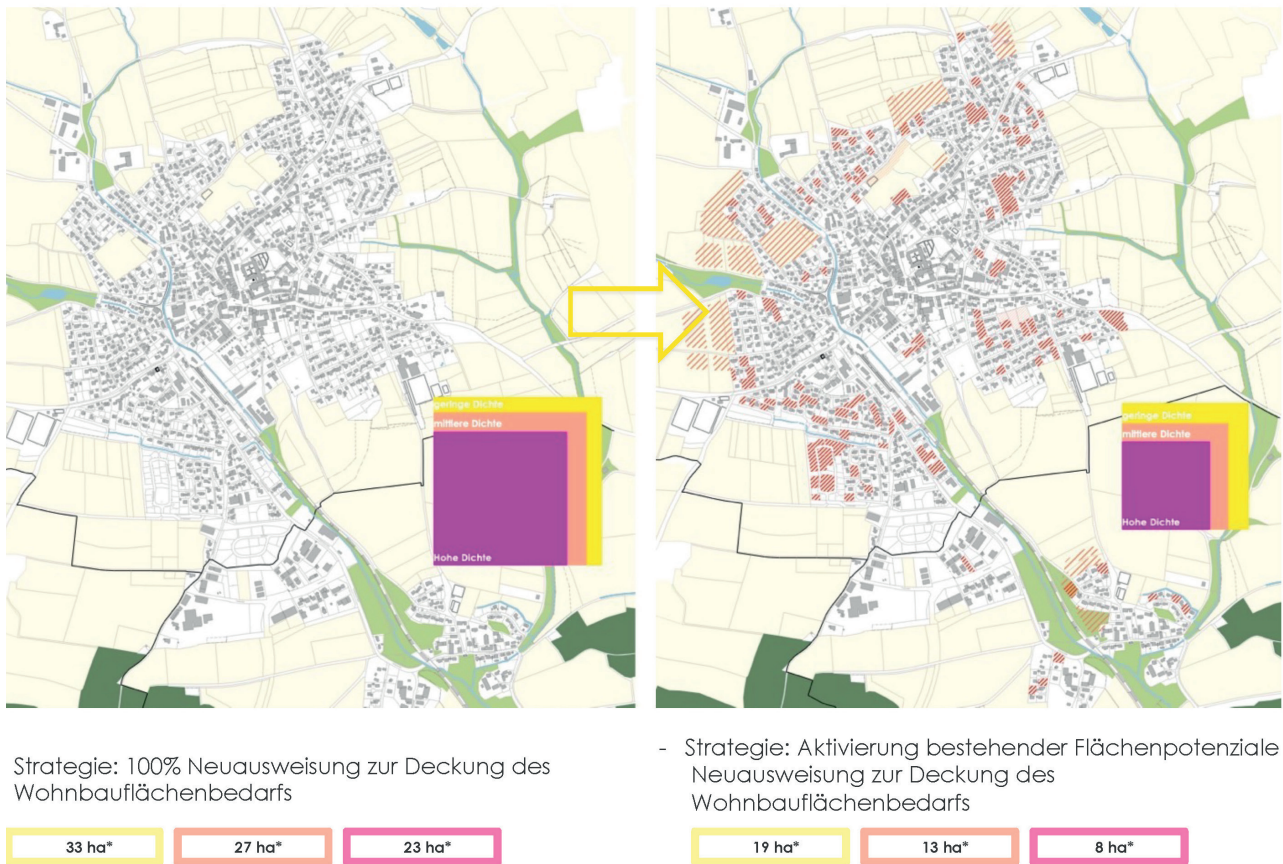 geringe Dichte
mittlere Dichte
Hohe Dichte
geringe Dichte
mittlere Dichte
Hohe Dichte
Strategie: 100% Neuausweisung zur Deckung des
Wohnbauflächenbedarfs
33 ha*
27 ha*
23 ha*
- Strategie: Aktivierung bestehender Flächenpotenziale
Neuausweisung zur Deckung des
Wohnbauflächenbedarfs
19 ha*
13 ha*
8 ha*